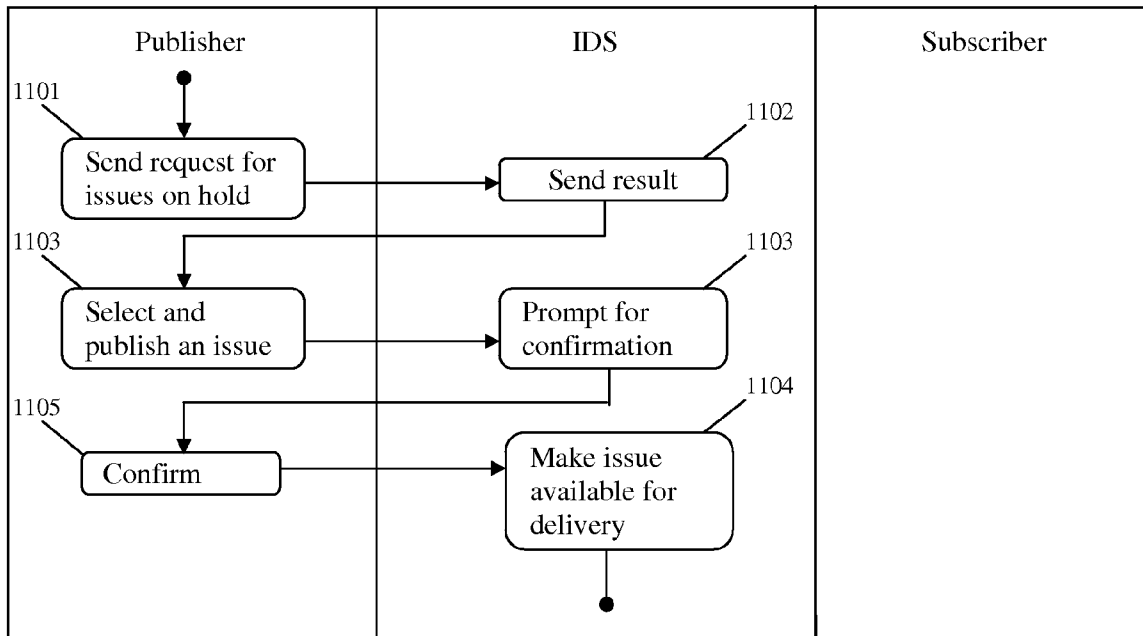 Publisher
IDS
Subscriber
1101
1102
Send request for
issues on hold
Send result
1103
1103
Select and
publish an issue
Prompt for
confirmation
1104
1105
Confirm
Make issue
available for
delivery